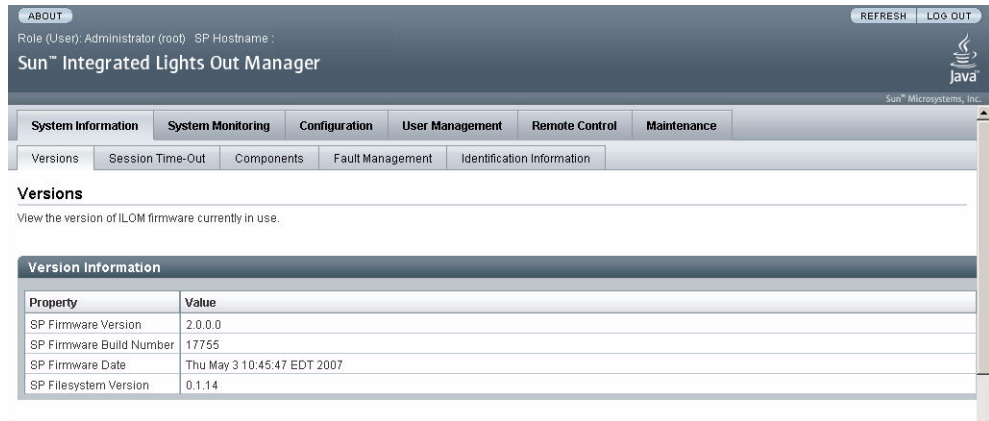 ABOUT REFRESH LOG OUT
Role (User): Administrator (root) SP Hostname :
Sun™ Integrated Lights Out Manager
Java™
Sun™ Microsystems, Inc.
System Information System Monitoring Configuration User Management Remote Control Maintenance
Versions Session Time-Out Components Fault Management Identification Information
Versions
View the version of ILOM firmware currently in use.
Version Information
Property Value
SP Firmware Version 2.0.0.0
SP Firmware Build Number 17755
SP Firmware Date Thu May 3 10:45:47 EDT 2007
SP Filesystem Version 0.1.14